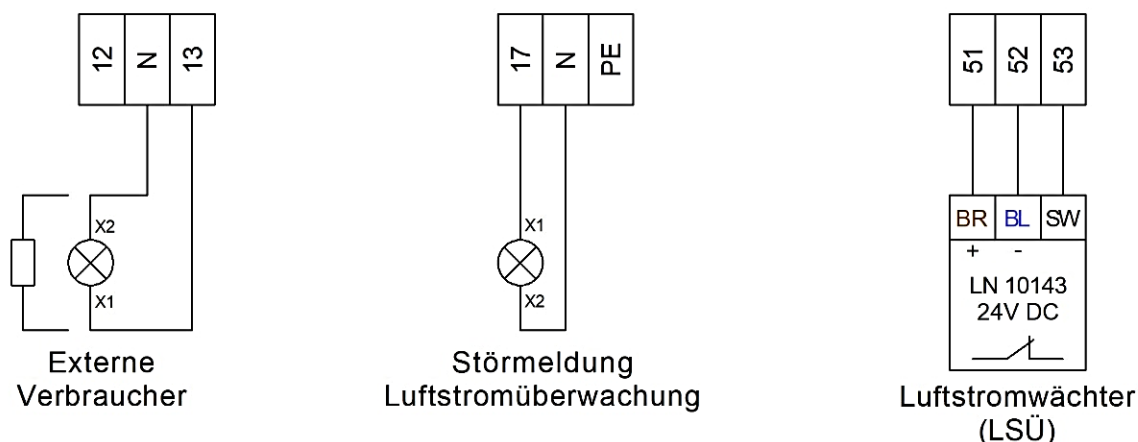 12 N 13
X2
X1
Externe
Verbraucher
17 N PE
X1
X2
Störmeldung
Luftstromüberwachung
51 52 53
BR BL SW
+ -
LN 10143
24V DC
Luftstromwächter
(LSÜ)